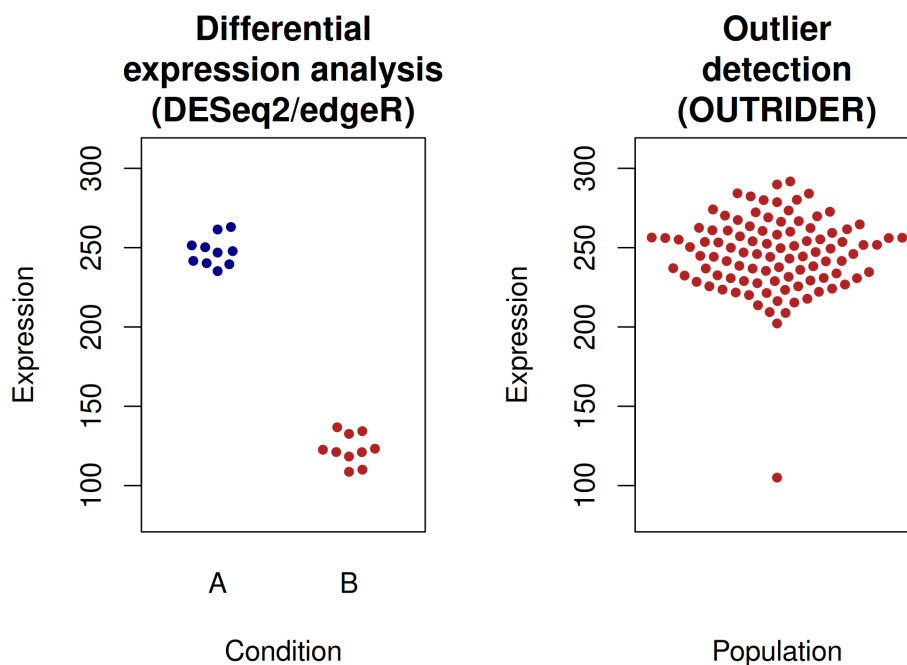 Differential
expression analysis
(DESeq2/edgeR)
Expression
300
250
200
150
100
A B
Condition
Outlier
detection
(OUTRIDER)
Expression
300
250
200
150
100
Population